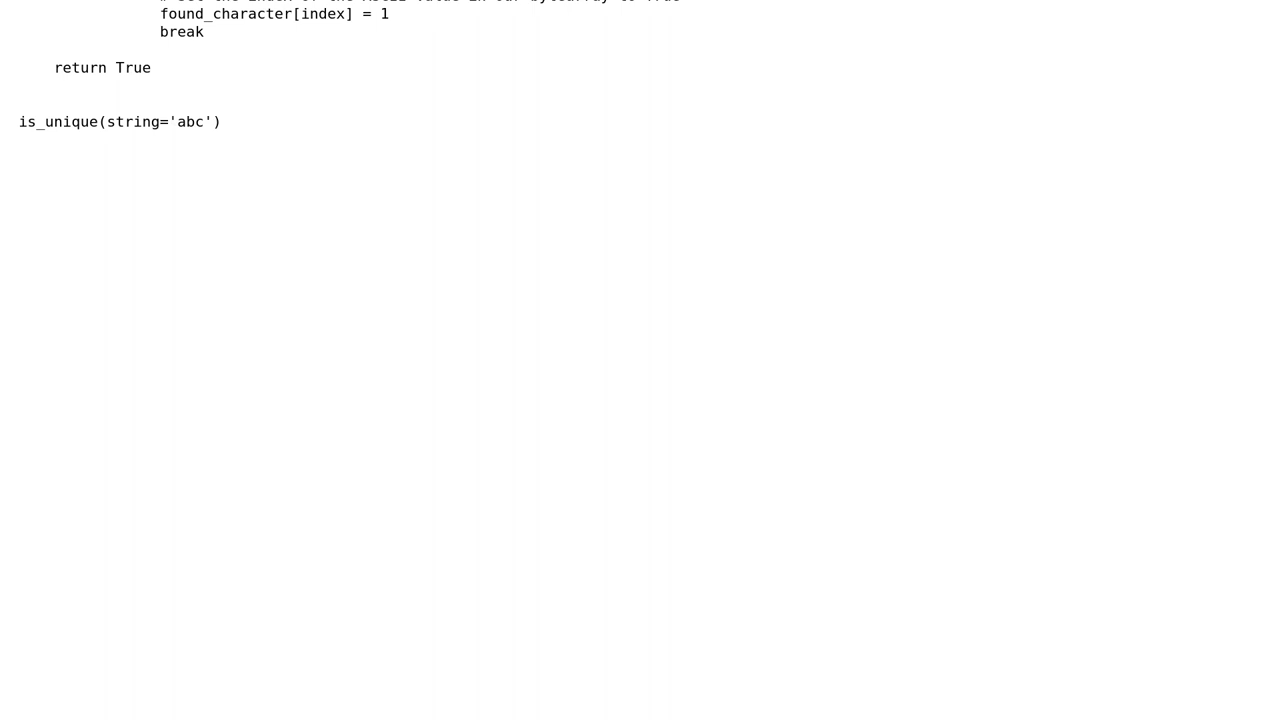 found_character[index] = 1
break
return True
is_unique(string='abc')